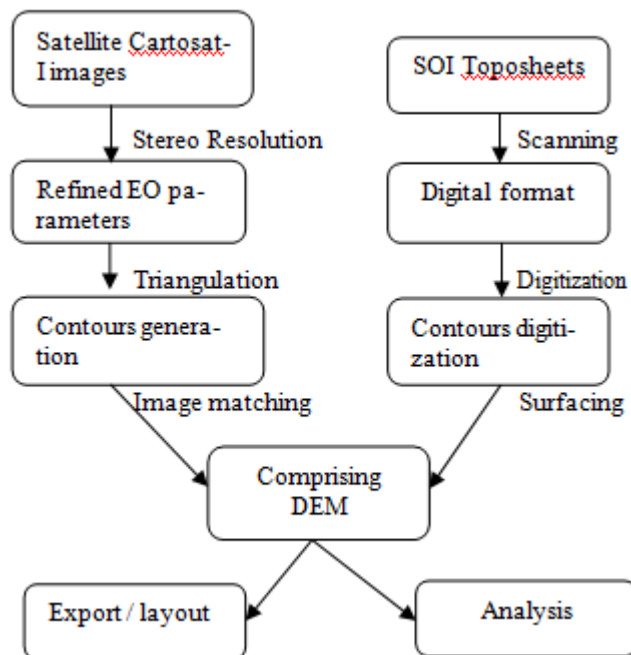 Satellite Cartosat-
I images
SOI Toposheets
Stereo Resolution
Scanning
Refined EO pa-
rameters
Digital format
Triangulation
Digitization
Contours genera-
tion
Contours digiti-
zation
Image matching
Surfacing
Comprising
DEM
Export / layout
Analysis